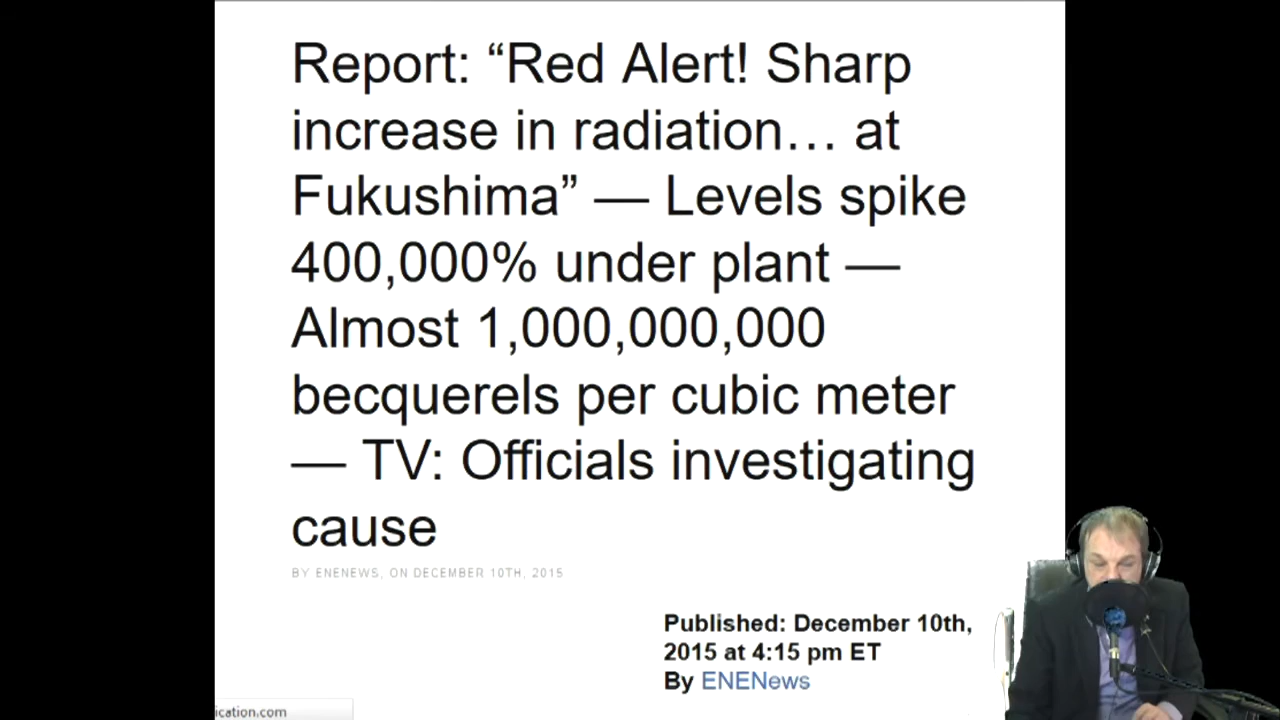 Report: “Red Alert! Sharp
increase in radiation… at
Fukushima” — Levels spike
400,000% under plant —
Almost 1,000,000,000
becquerels per cubic meter
— TV: Officials investigating
cause
BY ENENEWS, ON DECEMBER 10TH, 2015
Published: December 10th,
2015 at 4:15 pm ET
By ENENews
ication.com